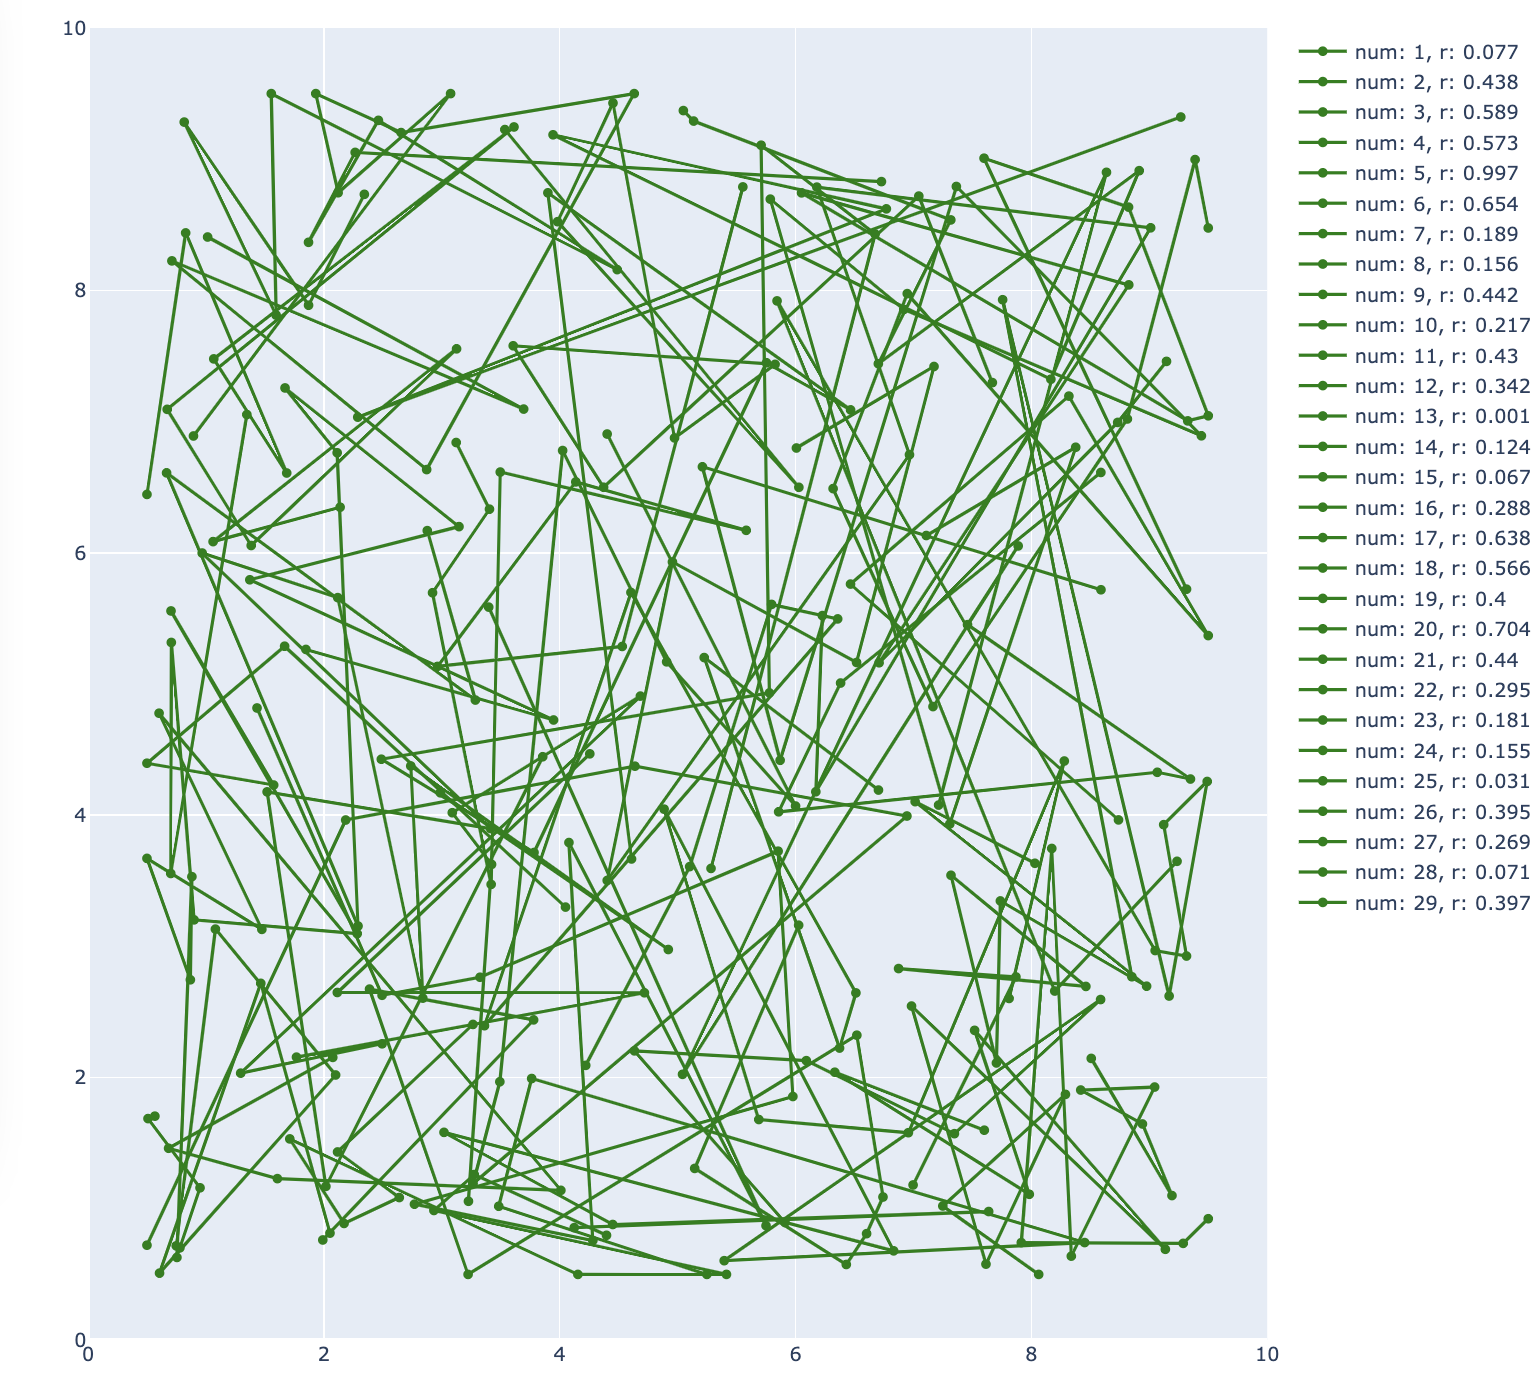 10
8
6
4
2
0
0 2 4 6 8 10
num: 1, r: 0.077
num: 2, r: 0.438
num: 3, r: 0.589
num: 4, r: 0.573
num: 5, r: 0.997
num: 6, r: 0.654
num: 7, r: 0.189
num: 8, r: 0.156
num: 9, r: 0.442
num: 10, r: 0.217
num: 11, r: 0.43
num: 12, r: 0.342
num: 13, r: 0.001
num: 14, r: 0.124
num: 15, r: 0.067
num: 16, r: 0.288
num: 17, r: 0.638
num: 18, r: 0.566
num: 19, r: 0.4
num: 20, r: 0.704
num: 21, r: 0.44
num: 22, r: 0.295
num: 23, r: 0.181
num: 24, r: 0.155
num: 25, r: 0.031
num: 26, r: 0.395
num: 27, r: 0.269
num: 28, r: 0.071
num: 29, r: 0.397